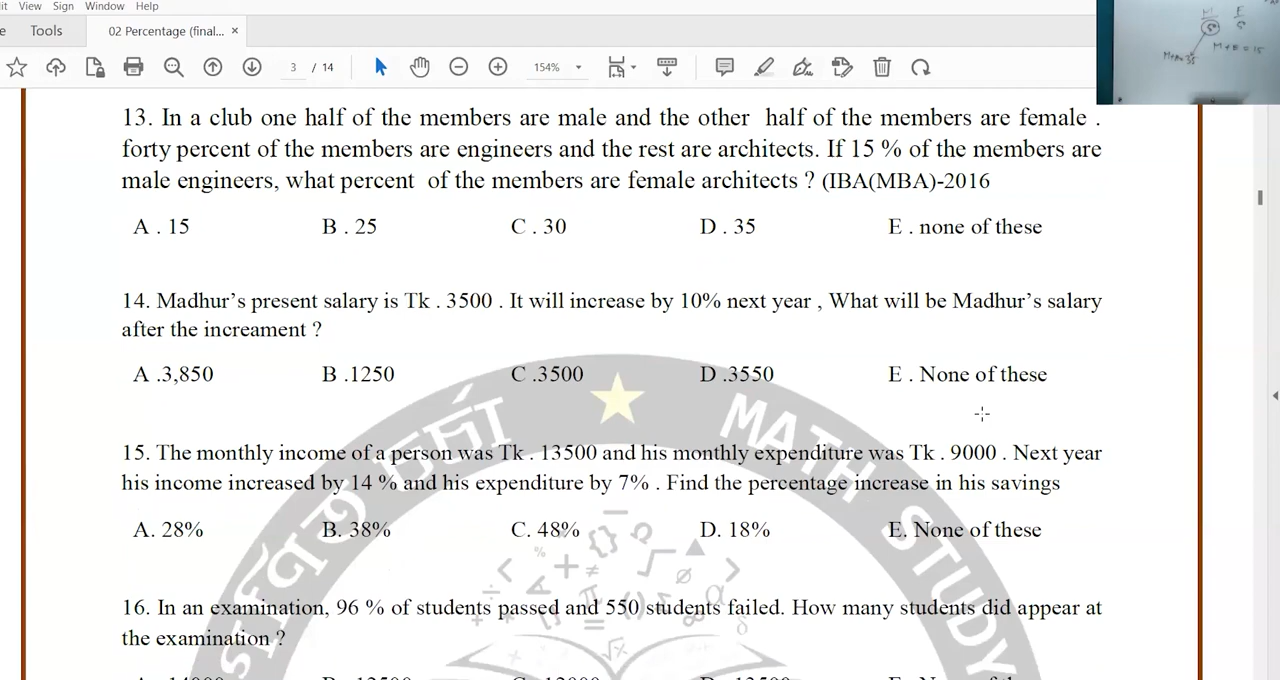 it View Sign Window Help
e Tools 02 Percentage (final... ×
3 / 14 154%
M F
M+E = 15
13. In a club one half of the members are male and the other half of the members are female .
forty percent of the members are engineers and the rest are architects. If 15 % of the members are
male engineers, what percent of the members are female architects ? (IBA(MBA)-2016
A . 15 B . 25 C . 30 D . 35 E . none of these
14. Madhur’s present salary is Tk . 3500 . It will increase by 10% next year , What will be Madhur’s salary
after the increament ?
A .3,850 B .1250 C .3500 D .3550 E . None of these
15. The monthly income of a person was Tk . 13500 and his monthly expenditure was Tk . 9000 . Next year
his income increased by 14 % and his expenditure by 7% . Find the percentage increase in his savings
A. 28% B. 38% C. 48% D. 18% E. None of these
16. In an examination, 96 % of students passed and 550 students failed. How many students did appear at
the examination ?
MATH STUDY